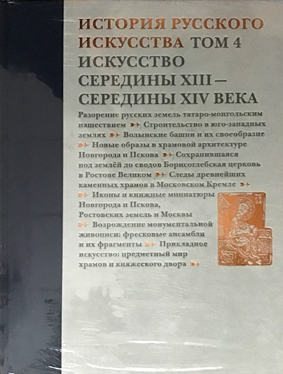 ИСТОРИЯ РУССКОГО
ИСКУССТВА ТОМ 4
ИСКУССТВО
СЕРЕДИНЫ XIII —
СЕРЕДИНЫ XIV ВЕКА
Разорение русских земель татаро-монгольским
нашествием Строительство в юго-западных
землях Волынские башни и их своеобразие
Новые образы в храмовой архитектуре
Новгорода и Пскова Сохранившаяся
под землёй до сводов Борисоглебская церковь
в Ростове Великом Следы древнейших
каменных храмов в Московском Кремле
Иконы и книжные миниатюры
Новгорода и Пскова,
Ростовских земель и Москвы
Возрождение монументальной
живописи: фресковые ансамбли
и их фрагменты Прикладное
искусство: предметный мир
храмов и княжеского двора